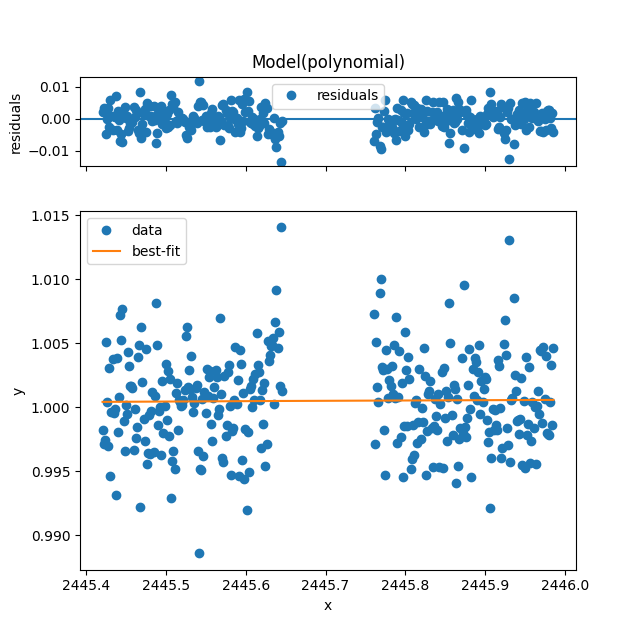 Model(polynomial)
residuals
0.01
0.00
−0.01
residuals
1.015
1.010
1.005
1.000
0.995
0.990
y
data
best-fit
2445.4 2445.5 2445.6 2445.7 2445.8 2445.9 2446.0
x